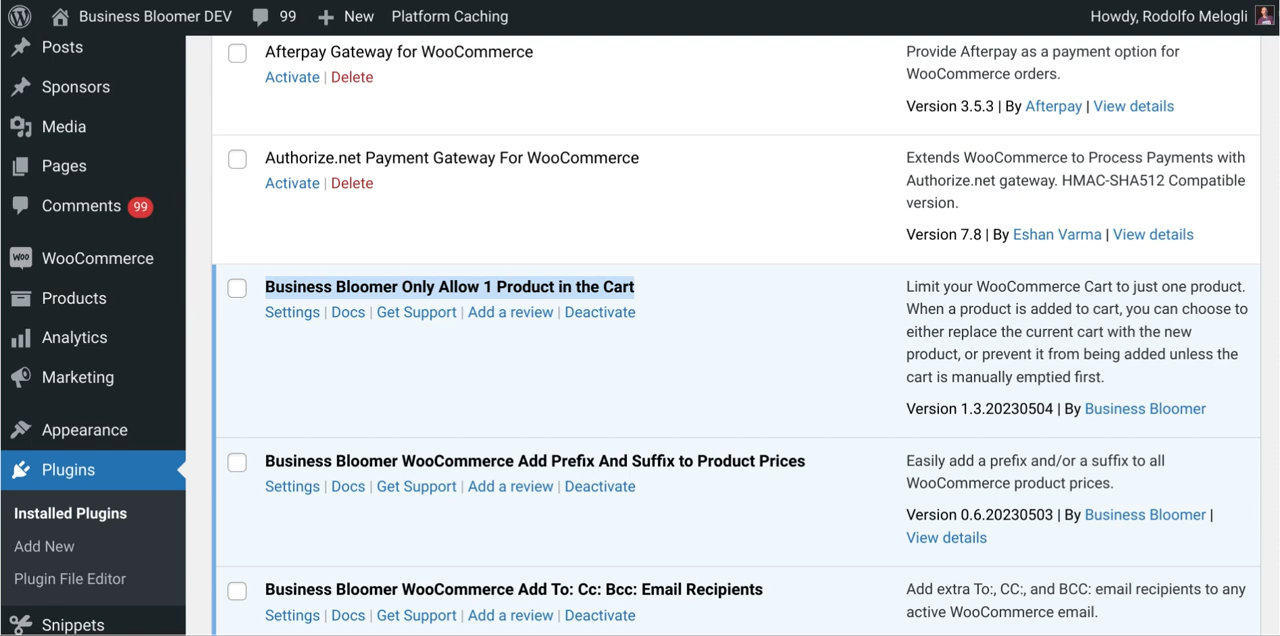 Business Bloomer DEV 99 New Platform Caching Howdy, Rodolfo Melogli
Posts
Sponsors
Media
Pages
Comments 99
Woo WooCommerce
Products
Analytics
Marketing
Appearance
Plugins
Installed Plugins
Add New
Plugin File Editor
Snippets
Afterpay Gateway for WooCommerce
Activate | Delete
Provide Afterpay as a payment option for
WooCommerce orders.
Version 3.5.3 | By Afterpay | View details
Authorize.net Payment Gateway For WooCommerce
Activate | Delete
Extends WooCommerce to Process Payments with
Authorize.net gateway. HMAC-SHA512 Compatible
version.
Version 7.8 | By Eshan Varma | View details
Business Bloomer Only Allow 1 Product in the Cart
Settings | Docs | Get Support | Add a review | Deactivate
Limit your WooCommerce Cart to just one product.
When a product is added to cart, you can choose to
either replace the current cart with the new
product, or prevent it from being added unless the
cart is manually emptied first.
Version 1.3.20230504 | By Business Bloomer
Business Bloomer WooCommerce Add Prefix And Suffix to Product Prices
Settings | Docs | Get Support | Add a review | Deactivate
Easily add a prefix and/or a suffix to all
WooCommerce product prices.
Version 0.6.20230503 | By Business Bloomer |
View details
Business Bloomer WooCommerce Add To: Cc: Bcc: Email Recipients
Settings | Docs | Get Support | Add a review | Deactivate
Add extra To:, CC:, and BCC: email recipients to any
active WooCommerce email.